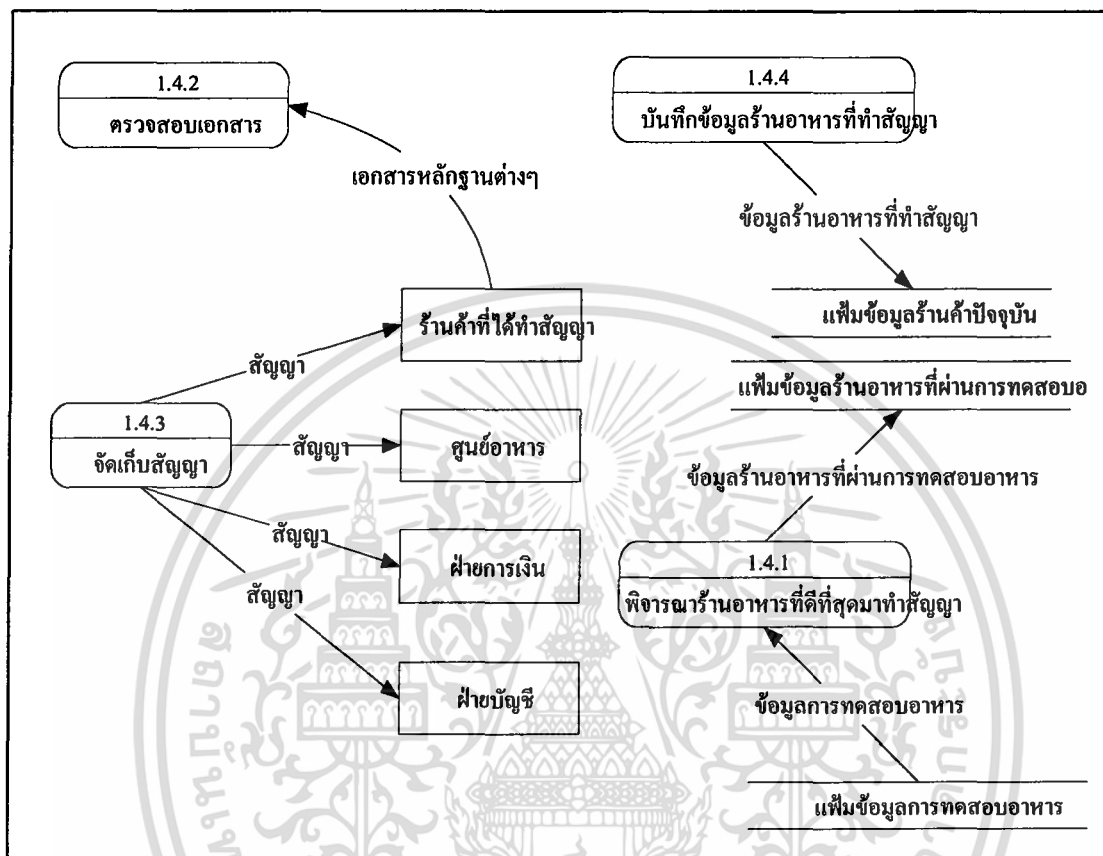 1.4.2
ตรวจสอบเอกสาร
เอกสารหลักฐานต่างๆ
ร้านค้าที่ได้ทำสัญญา
สัญญา
1.4.3
จัดเก็บสัญญา
สัญญา
ศูนย์อาหาร
สัญญา
ฝ่ายการเงิน
สัญญา
ฝ่ายบัญชี
1.4.4
บันทึกข้อมูลร้านอาหารที่ทำสัญญา
ข้อมูลร้านอาหารที่ทำสัญญา
แฟ้มข้อมูลร้านค้าปัจจุบัน
แฟ้มข้อมูลร้านอาหารที่ผ่านการทดสอบอ
ข้อมูลร้านอาหารที่ผ่านการทดสอบอาหาร
1.4.1
พิจารณาร้านอาหารที่ดีที่สุดมาทำสัญญา
ข้อมูลการทดสอบอาหาร
แฟ้มข้อมูลการทดสอบอาหาร